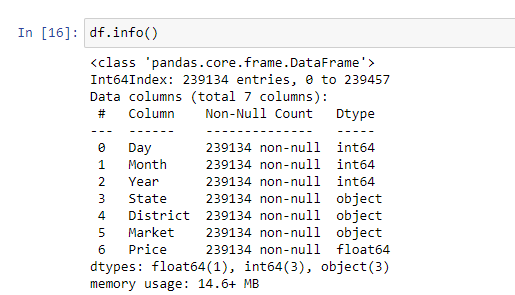 In [16]: df.info()
<class 'pandas.core.frame.DataFrame'>
Int64Index: 239134 entries, 0 to 239457
Data columns (total 7 columns):
 #   Column    Non-Null Count   Dtype
---  ------    --------------   -----
 0   Day       239134 non-null  int64
 1   Month     239134 non-null  int64
 2   Year      239134 non-null  int64
 3   State     239134 non-null  object
 4   District  239134 non-null  object
 5   Market    239134 non-null  object
 6   Price     239134 non-null  float64
dtypes: float64(1), int64(3), object(3)
memory usage: 14.6+ MB